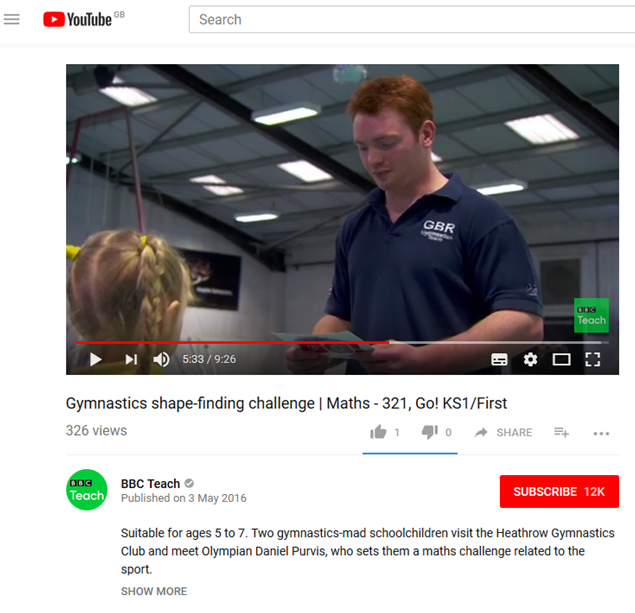 YouTube GB
Search
GBR
Gymnastics
Team
BBC
Teach
5:33 / 9:26
Gymnastics shape-finding challenge | Maths - 321, Go! KS1/First
326 views
1 0 SHARE
BBC
Teach
BBC Teach
Published on 3 May 2016
SUBSCRIBE 12K
Suitable for ages 5 to 7. Two gymnastics-mad schoolchildren visit the Heathrow Gymnastics
Club and meet Olympian Daniel Purvis, who sets them a maths challenge related to the
sport.
SHOW MORE